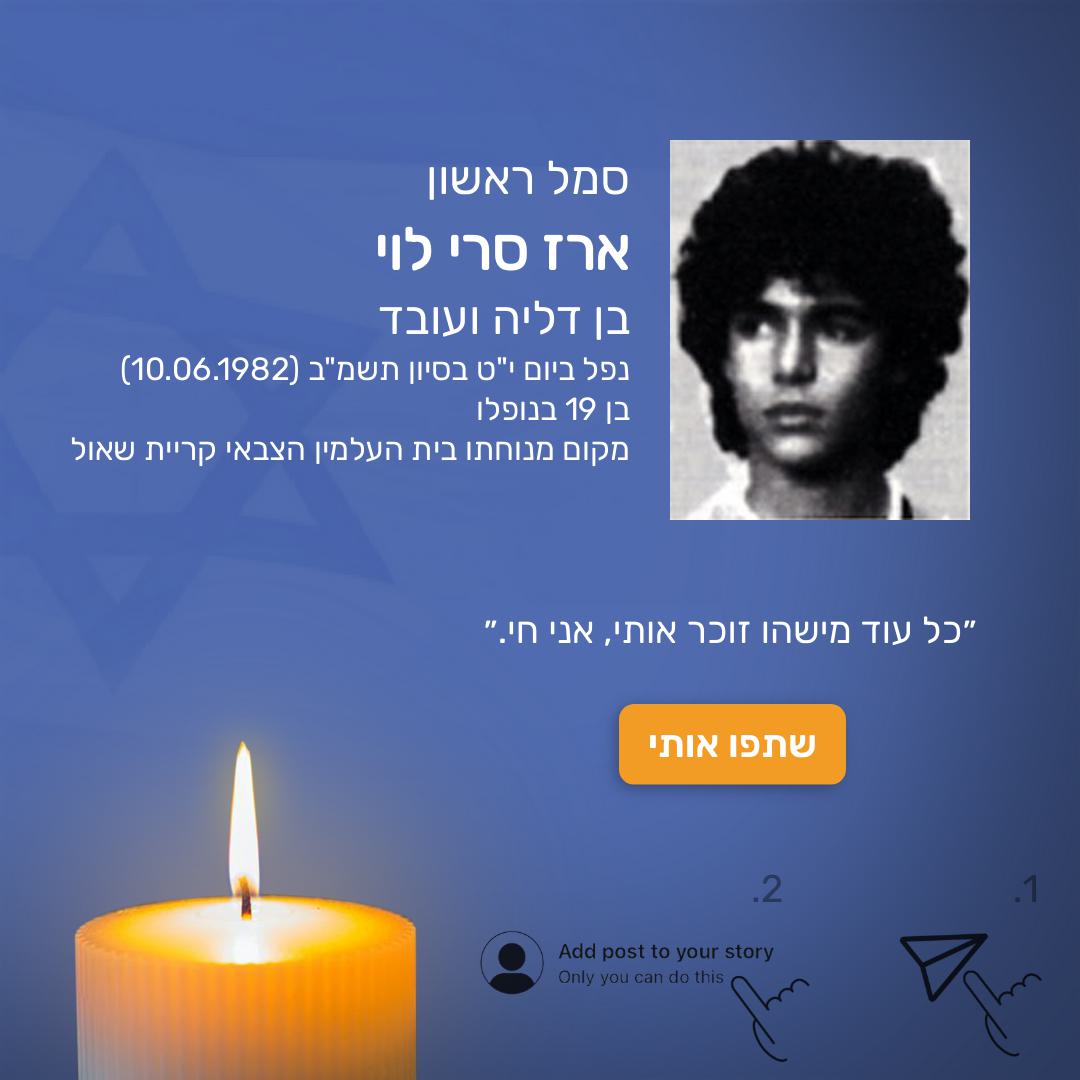 סמל ראשון
ארז סרי לוי
בן דליה ועובד
נפל ביום י"ט בסיון תשמ"ב (10.06.1982)
בן 19 בנופלו
מקום מנוחתו בית העלמין הצבאי קריית שאול
״כל עוד מישהו זוכר אותי, אני חי.״
שתפו אותי
1.
2.
Add post to your story
Only you can do this